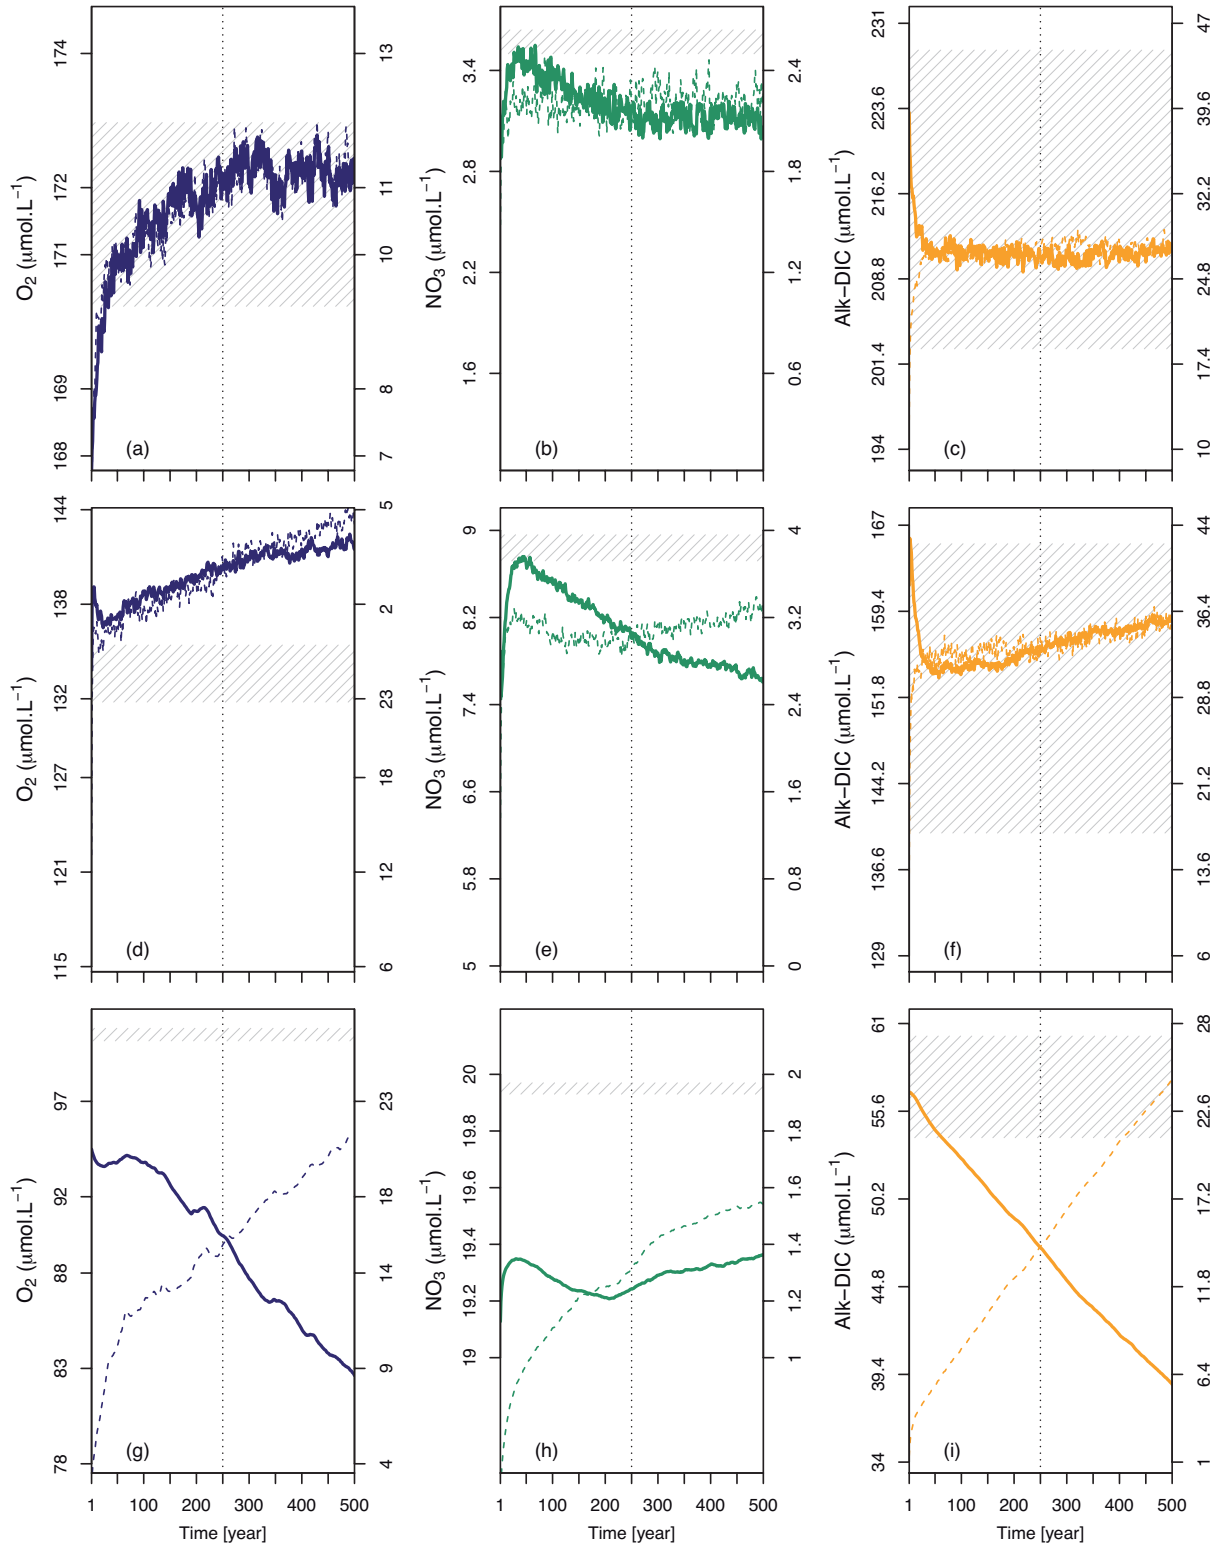 O₂ (μmol.L⁻¹)
168 169 171 172 174
7 8 10 11 13
(a)
NO₃ (μmol.L⁻¹)
1.6 2.2 2.8 3.4
0.6 1.2 1.8 2.4
(b)
Alk−DIC (μmol.L⁻¹)
194 201.4 208.8 216.2 223.6 231
10 17.4 24.8 32.2 39.6 47
(c)
O₂ (μmol.L⁻¹)
115 121 127 132 138 144
6 12 18 23 2 5
(d)
NO₃ (μmol.L⁻¹)
5 5.8 6.6 7.4 8.2 9
0 0.8 1.6 2.4 3.2 4
(e)
Alk−DIC (μmol.L⁻¹)
129 136.6 144.2 151.8 159.4 167
6 13.6 21.2 28.8 36.4 44
(f)
O₂ (μmol.L⁻¹)
78 83 88 92 97
4 9 14 18 23
(g)
1 100 200 300 400 500
Time [year]
NO₃ (μmol.L⁻¹)
19 19.2 19.4 19.6 19.8 20
1 1.2 1.4 1.6 1.8 2
(h)
1 100 200 300 400 500
Time [year]
Alk−DIC (μmol.L⁻¹)
34 39.4 44.8 50.2 55.6 61
1 6.4 11.8 17.2 22.6 28
(i)
1 100 200 300 400 500
Time [year]